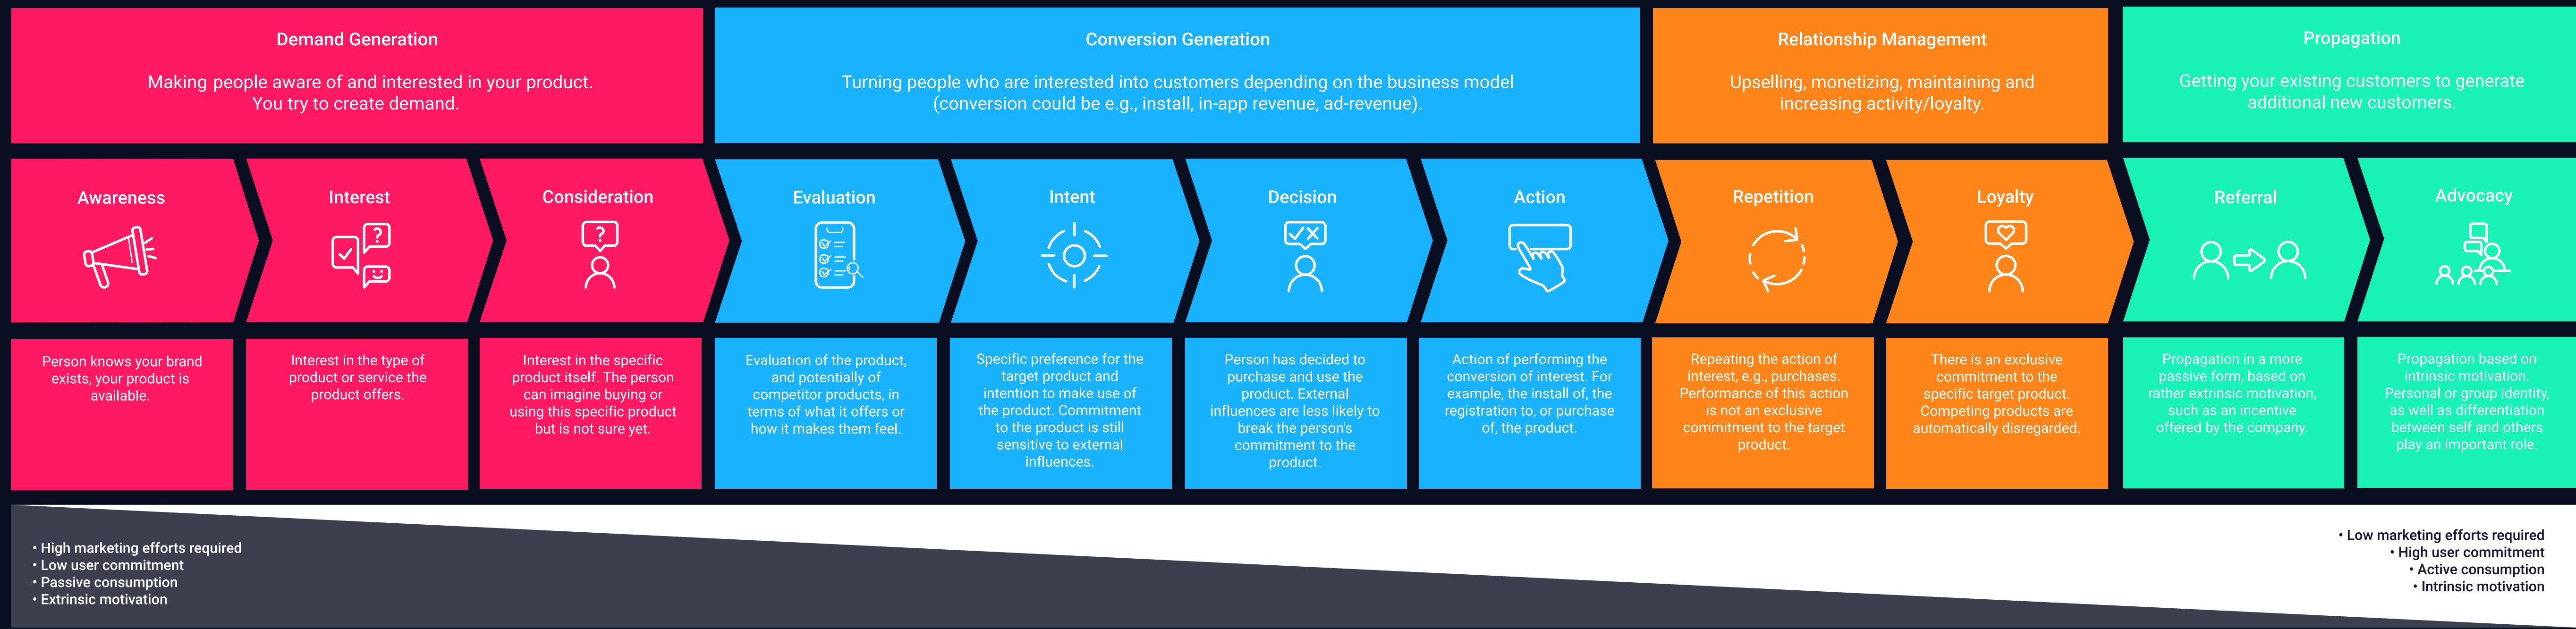 Demand Generation
Making people aware of and interested in your product.
You try to create demand.
Conversion Generation
Turning people who are interested into customers depending on the business model
(conversion could be e.g., install, in-app revenue, ad-revenue).
Relationship Management
Upselling, monetizing, maintaining and
increasing activity/loyalty.
Propagation
Getting your existing customers to generate
additional new customers.
Awareness
Interest
Consideration
Evaluation
Intent
Decision
Action
Repetition
Loyalty
Referral
Advocacy
Person knows your brand
exists, your product is
available.
Interest in the type of
product or service the
product offers.
Interest in the specific
product itself. The person
can imagine buying or
using this specific product
but is not sure yet.
Evaluation of the product,
and potentially of
competitor products, in
terms of what it offers or
how it makes them feel.
Specific preference for the
target product and
intention to make use of
the product. Commitment
to the product is still
sensitive to external
influences.
Person has decided to
purchase and use the
product. External
influences are less likely to
break the person's
commitment to the
product.
Action of performing the
conversion of interest. For
example, the install of, the
registration to, or purchase
of, the product.
Repeating the action of
interest, e.g., purchases.
Performance of this action
is not an exclusive
commitment to the target
product.
There is an exclusive
commitment to the
specific target product.
Competing products are
automatically disregarded.
Propagation in a more
passive form, based on
rather extrinsic motivation,
such as an incentive
offered by the company.
Propagation based on
intrinsic motivation.
Personal or group identity,
as well as differentiation
between self and others
play an important role.
• High marketing efforts required
• Low user commitment
• Passive consumption
• Extrinsic motivation
• Low marketing efforts required
• High user commitment
• Active consumption
• Intrinsic motivation